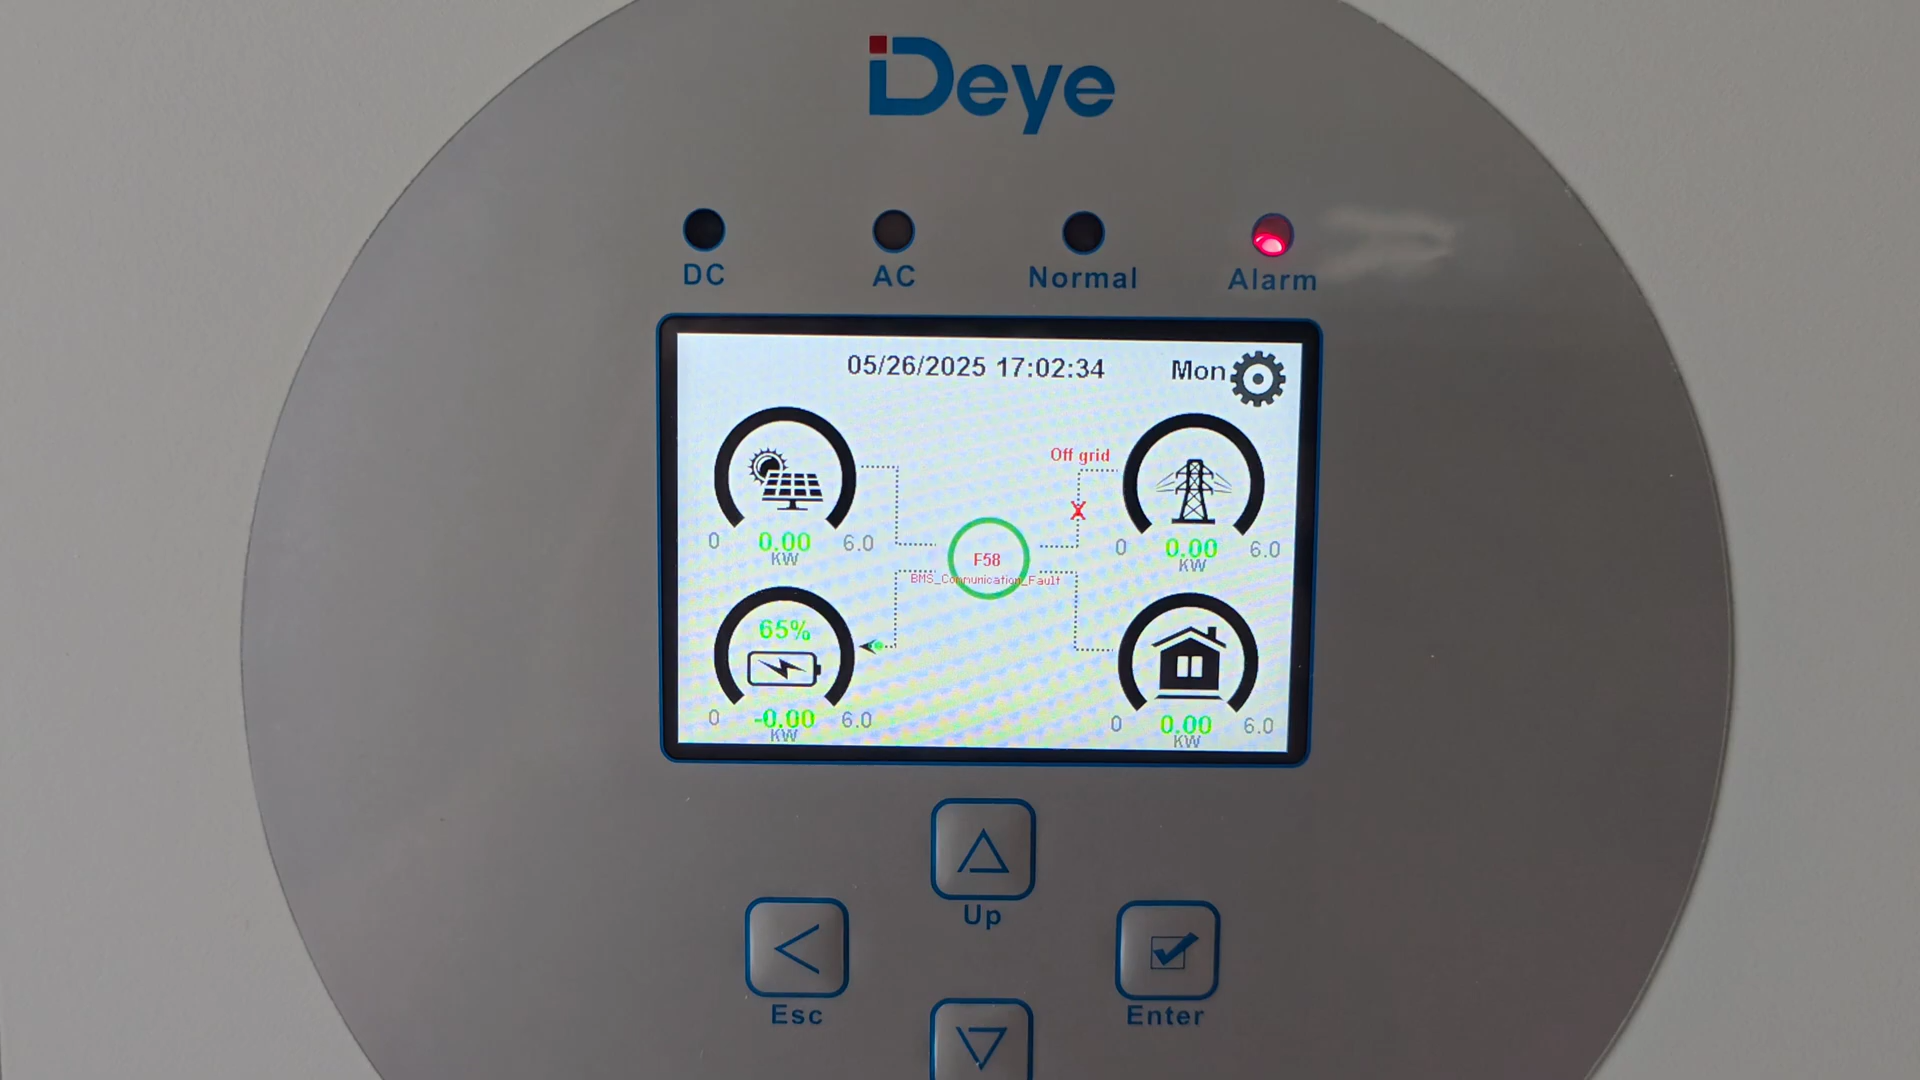 Deye
DC
AC
Normal
Alarm
05/26/2025 17:02:34
Mon
Off grid
0
0.00
6.0
KW
0
0.00
6.0
KW
F58
BMS_Communication_Fault
65%
0
-0.00
6.0
KW
0
0.00
6.0
KW
Up
Esc
Enter